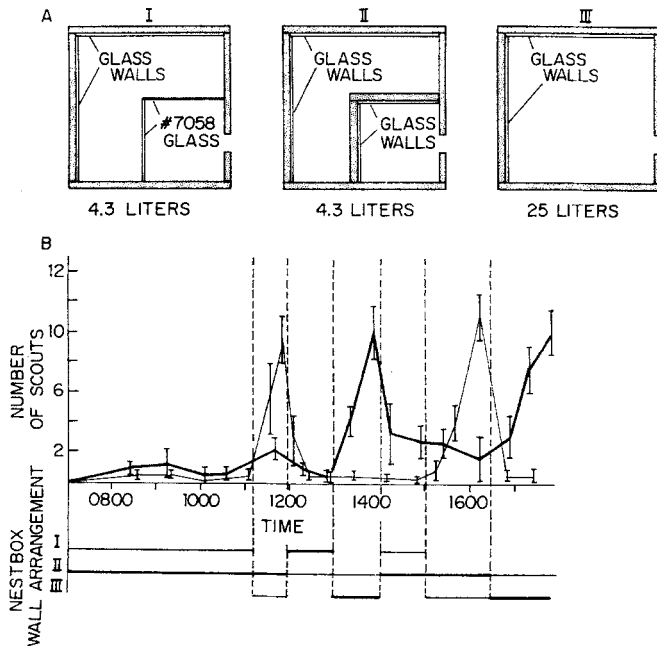 A
I
II
III
GLASS
WALLS
#7058
GLASS
GLASS
WALLS
GLASS
WALLS
GLASS
WALLS
4.3 LITERS
4.3 LITERS
25 LITERS
B
NUMBER
OF SCOUTS
12
10
6
2
0800
1000
1200
1400
1600
TIME
NESTBOX
WALL ARRANGEMENT
I
II
III